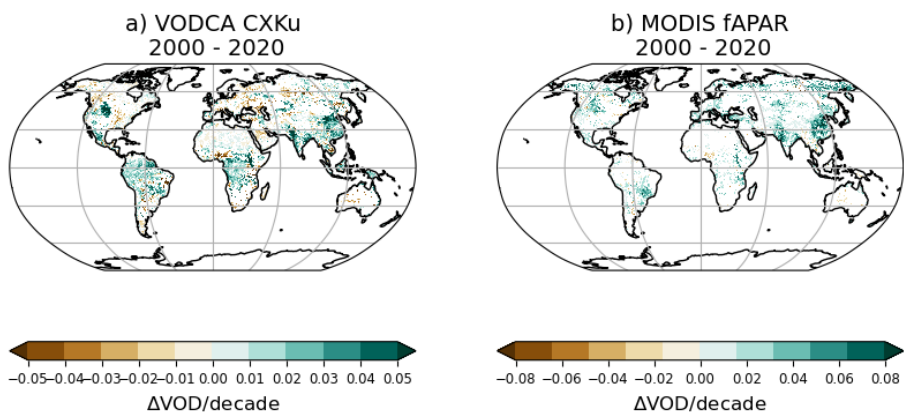 a) VODCA CXKu
2000 - 2020
b) MODIS fAPAR
2000 - 2020
−0.05 −0.04 −0.03 −0.02 −0.01 0.00 0.01 0.02 0.03 0.04 0.05
ΔVOD/decade
−0.08 −0.06 −0.04 −0.02 0.00 0.02 0.04 0.06 0.08
ΔVOD/decade